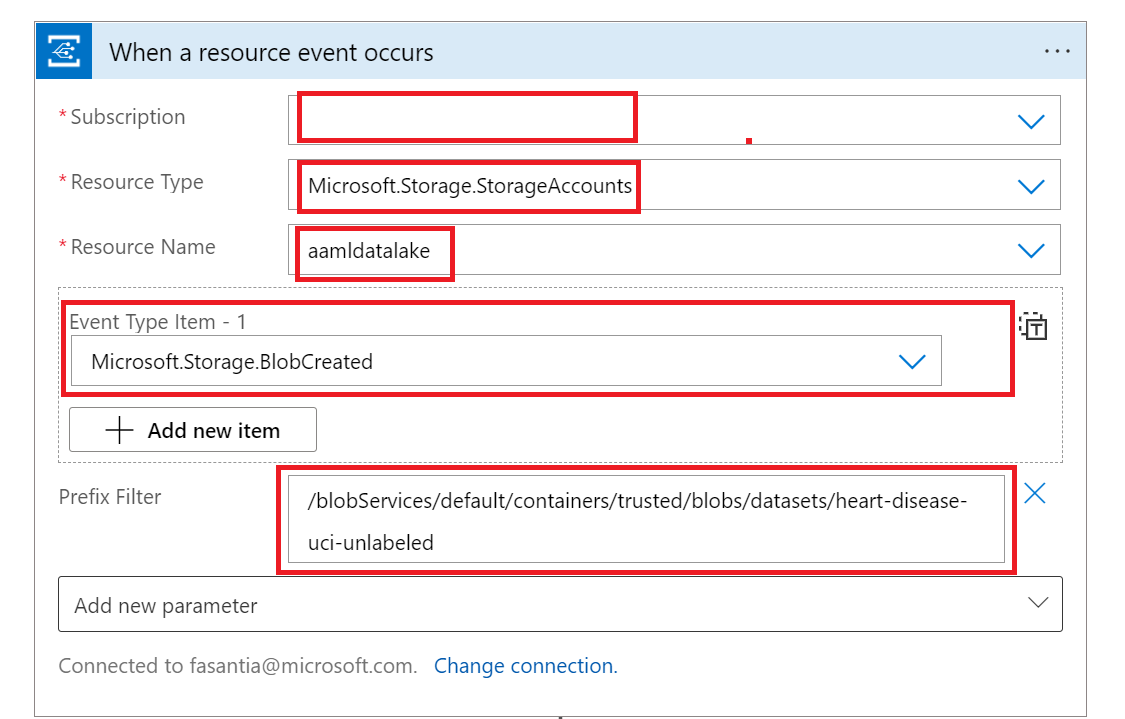 When a resource event occurs
* Subscription
* Resource Type
Microsoft.Storage.StorageAccounts
* Resource Name
aamldatalake
Event Type Item - 1
Microsoft.Storage.BlobCreated
Add new item
Prefix Filter
/blobServices/default/containers/trusted/blobs/datasets/heart-disease-
uci-unlabeled
Add new parameter
Connected to fasantia@microsoft.com. Change connection.